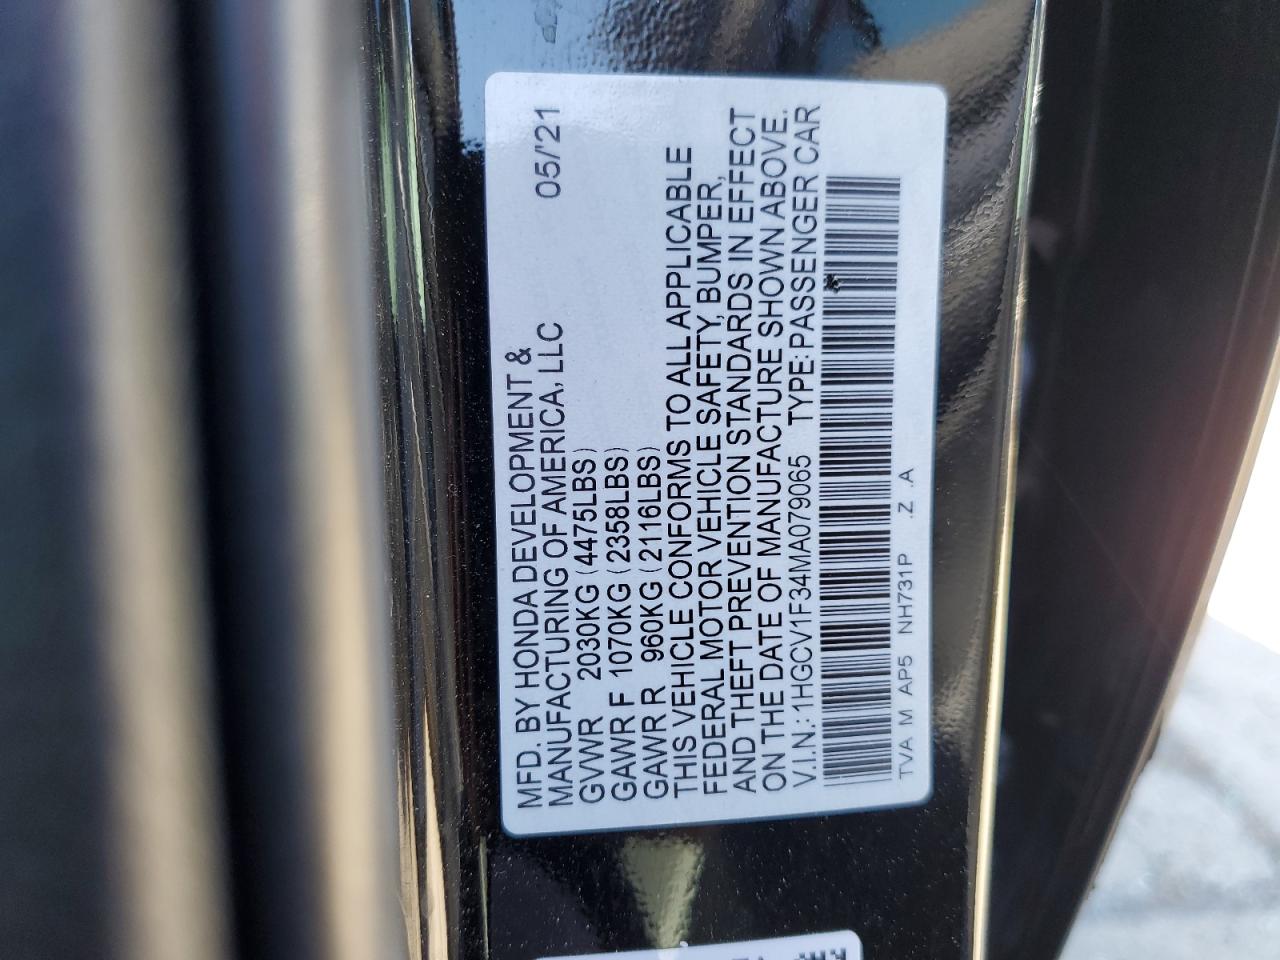 MFD. BY HONDA DEVELOPMENT &
MANUFACTURING OF AMERICA, LLC 05/'21
GVWR 2030KG (4475LBS)
GAWR F 1070KG (2358LBS)
GAWR R 960KG (2116LBS)
THIS VEHICLE CONFORMS TO ALL APPLICABLE
FEDERAL MOTOR VEHICLE SAFETY, BUMPER,
AND THEFT PREVENTION STANDARDS IN EFFECT
ON THE DATE OF MANUFACTURE SHOWN ABOVE.
V.I.N.: 1HGCV1F34MA079065 TYPE: PASSENGER CAR
TVA M AP5 NH731P .Z .A